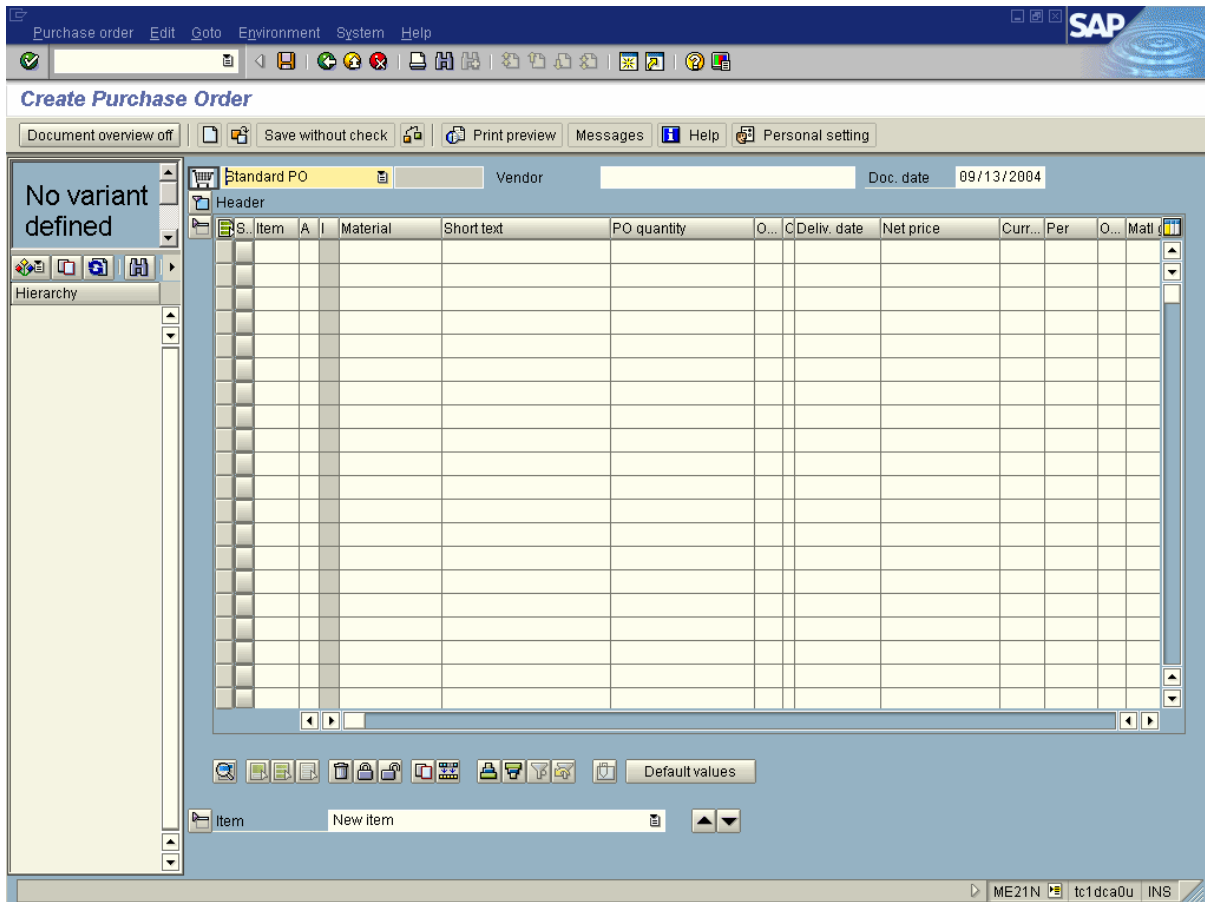 Purchase order Edit Goto Environment System Help
SAP
Create Purchase Order
Document overview off Save without check Print preview Messages Help Personal setting
No variant
defined
Standard PO Vendor Doc. date 09/13/2004
Header
S.. Item A I Material Short text PO quantity O... C Deliv. date Net price Curr... Per O... Matl g
Hierarchy
Default values
Item New item
ME21N tc1dca0u INS